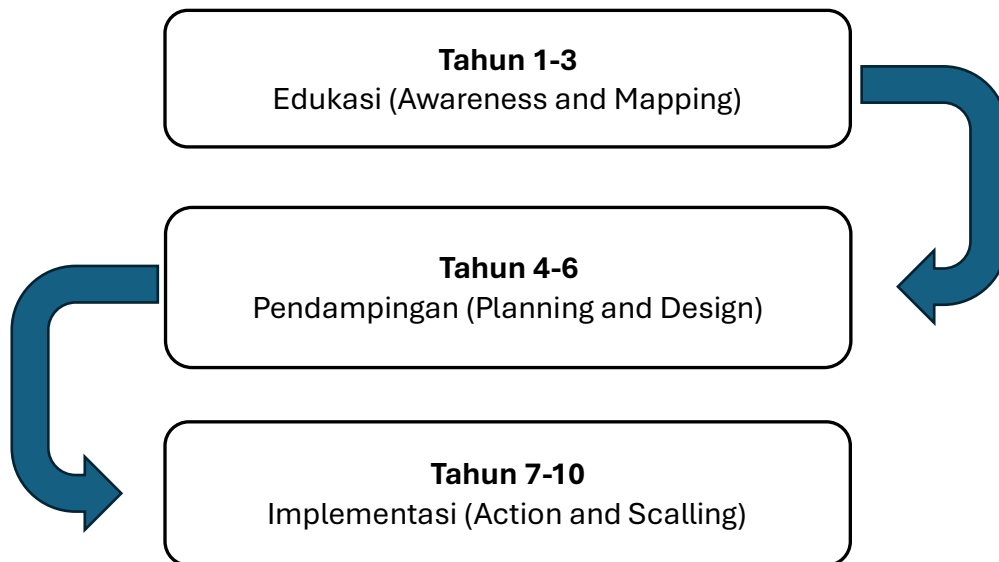 Tahun 1-3
Edukasi (Awareness and Mapping)
Tahun 4-6
Pendampingan (Planning and Design)
Tahun 7-10
Implementasi (Action and Scalling)